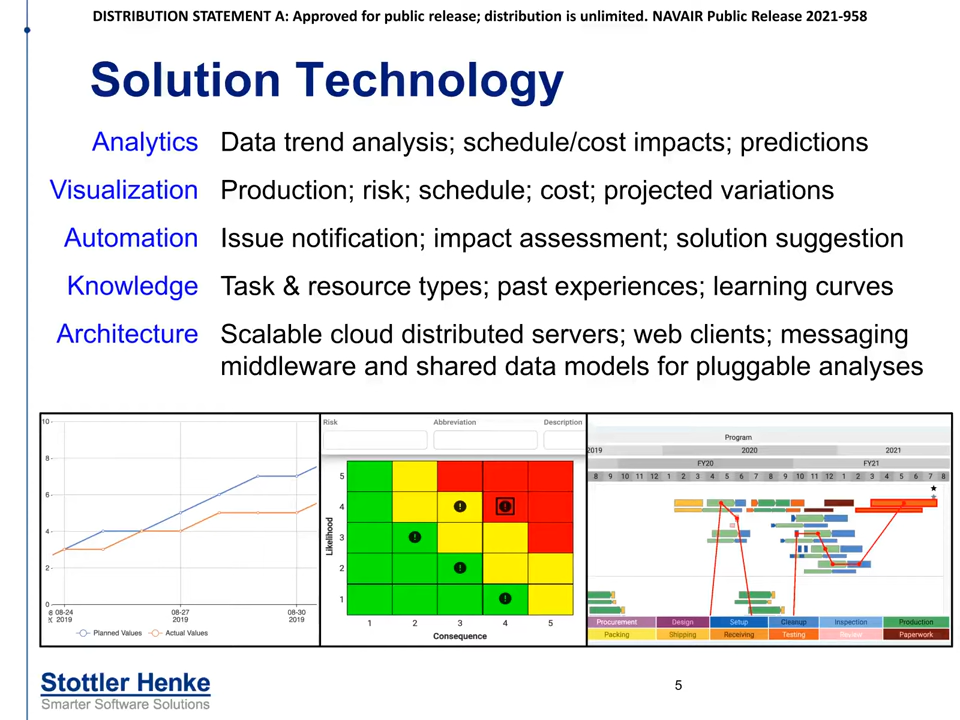 DISTRIBUTION STATEMENT A: Approved for public release; distribution is unlimited. NAVAIR Public Release 2021-958
Solution Technology
Analytics Data trend analysis; schedule/cost impacts; predictions
Visualization Production; risk; schedule; cost; projected variations
Automation Issue notification; impact assessment; solution suggestion
Knowledge Task & resource types; past experiences; learning curves
Architecture Scalable cloud distributed servers; web clients; messaging
middleware and shared data models for pluggable analyses
10
8
6
4
2
0
08-24 08-27 08-30
2019 2019 2019
Planned Values Actual Values
Risk Abbreviation Description
Likelihood
5
4
3
2
1
1 2 3 4 5
Consequence
Program
2019 2020 2021
FY20 FY21
8 9 10 11 12 1 2 3 4 5 6 7 8 9 10 11 12 1 2 3 4 5 6 7 8
Procurement Design Setup Cleanup Inspection Production
Packing Shipping Receiving Testing Review Paperwork
Stottler Henke
Smarter Software Solutions
5